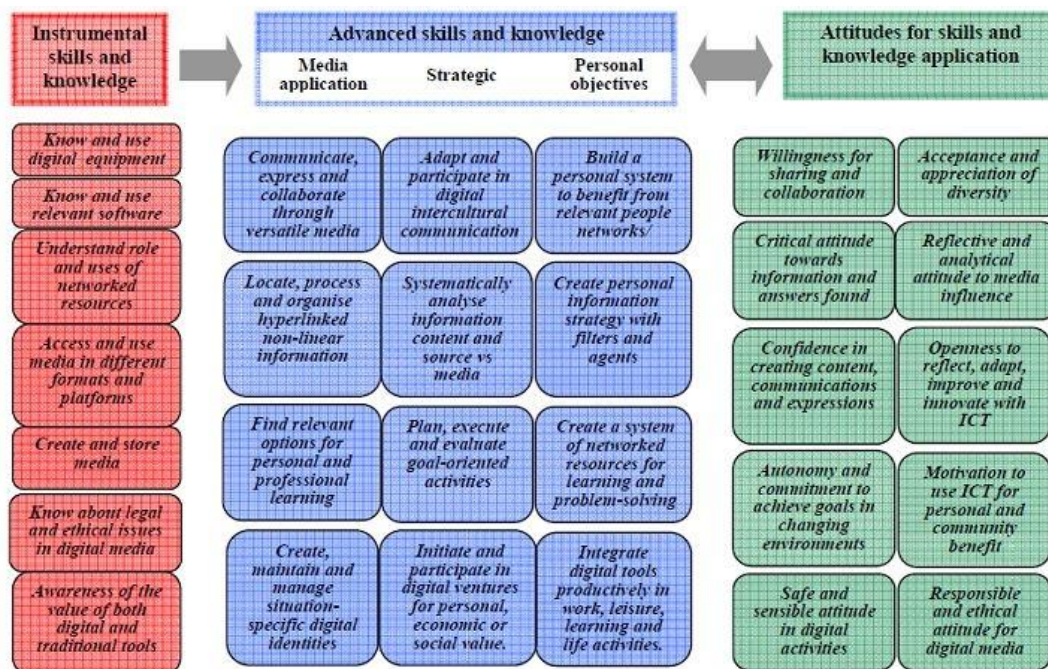 Instrumental
skills and
knowledge
Advanced skills and knowledge
Media
application
Strategic
Personal
objectives
Attitudes for skills and
knowledge application
Know and use
digital equipment
Know and use
relevant software
Understand role
and uses of
networked
resources
Access and use
media in different
formats and
platforms
Create and store
media
Know about legal
and ethical issues
in digital media
Awareness of the
value of both
digital and
traditional tools
Communicate,
express and
collaborate
through
versatile media
Adapt and
participate in
digital
intercultural
communication
Build a
personal system
to benefit from
relevant people
networks/
Locate, process
and organise
hyperlinked
non-linear
information
Systematically
analyse
information
content and
source vs
media
Create personal
information
strategy with
filters and
agents
Find relevant
options for
personal and
professional
learning
Plan, execute
and evaluate
goal-oriented
activities
Create a system
of networked
resources for
learning and
problem-solving
Create,
maintain and
manage
situation-
specific digital
identities
Initiate and
participate in
digital ventures
for personal,
economic or
social value.
Integrate
digital tools
productively in
work, leisure,
learning and
life activities.
Willingness for
sharing and
collaboration
Acceptance and
appreciation of
diversity
Critical attitude
towards
information and
answers found
Reflective and
analytical
attitude to media
influence
Confidence in
creating content,
communications
and expressions
Openness to
reflect, adapt,
improve and
innovate with
ICT
Autonomy and
commitment to
achieve goals in
changing
environments
Motivation to
use ICT for
personal and
community
benefit
Safe and
sensible attitude
in digital
activities
Responsible and
ethical
attitude for
digital media